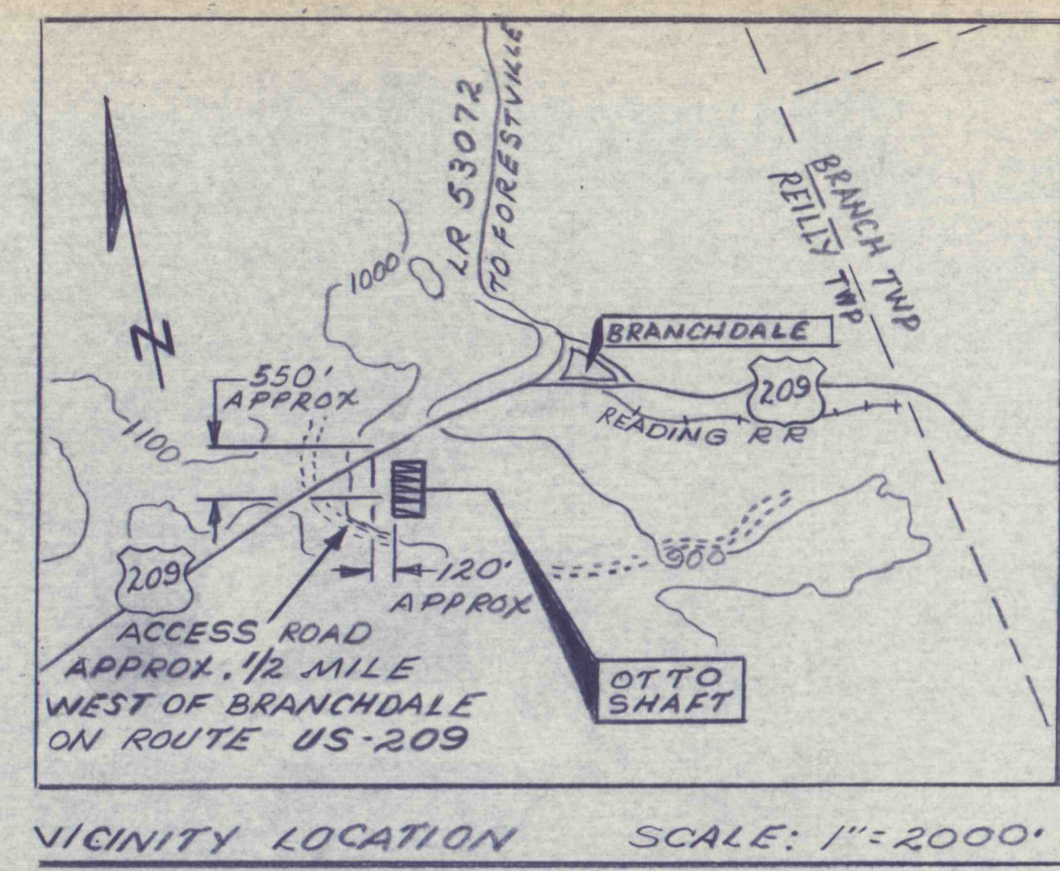 LR 53072
TO FORESTVILLE
BRANCH TWP
REILLY TWP
1000
BRANCHDALE
N
550'
APPROX
209
READING RR
1100
900
209
120'
APPROX
ACCESS ROAD
APPROX. 1/2 MILE
WEST OF BRANCHDALE
ON ROUTE US-209
OTTO
SHAFT
VICINITY LOCATION SCALE: 1"=2000'